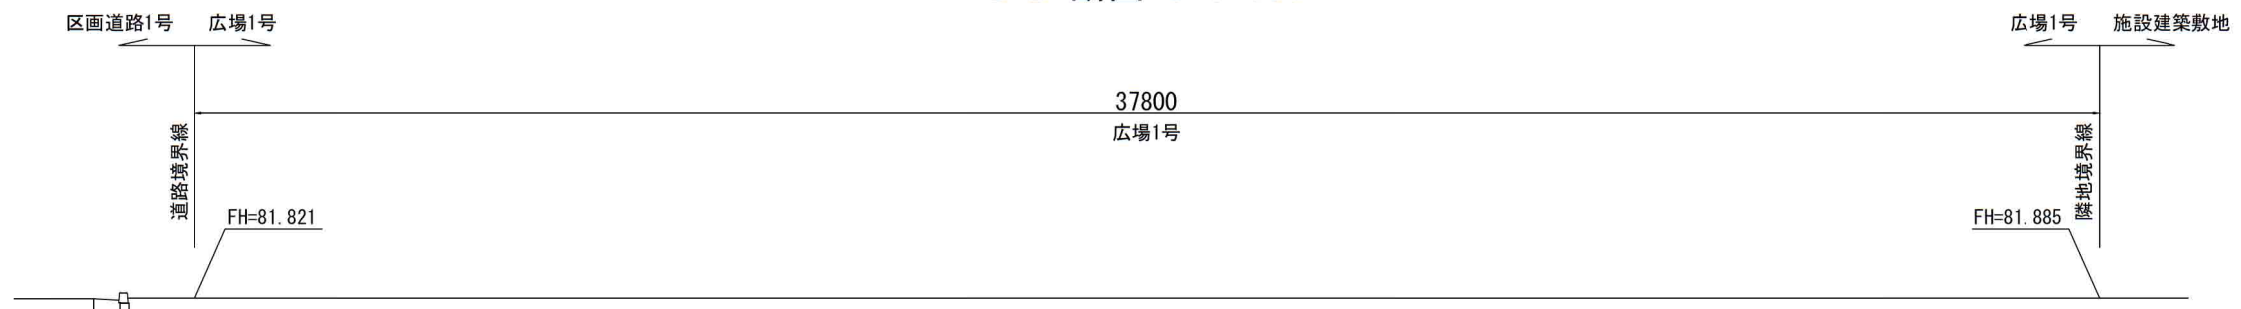 区画道路1号 広場1号
広場1号 施設建築敷地
37800
広場1号
道路境界線
隣地境界線
FH=81.821
FH=81.885